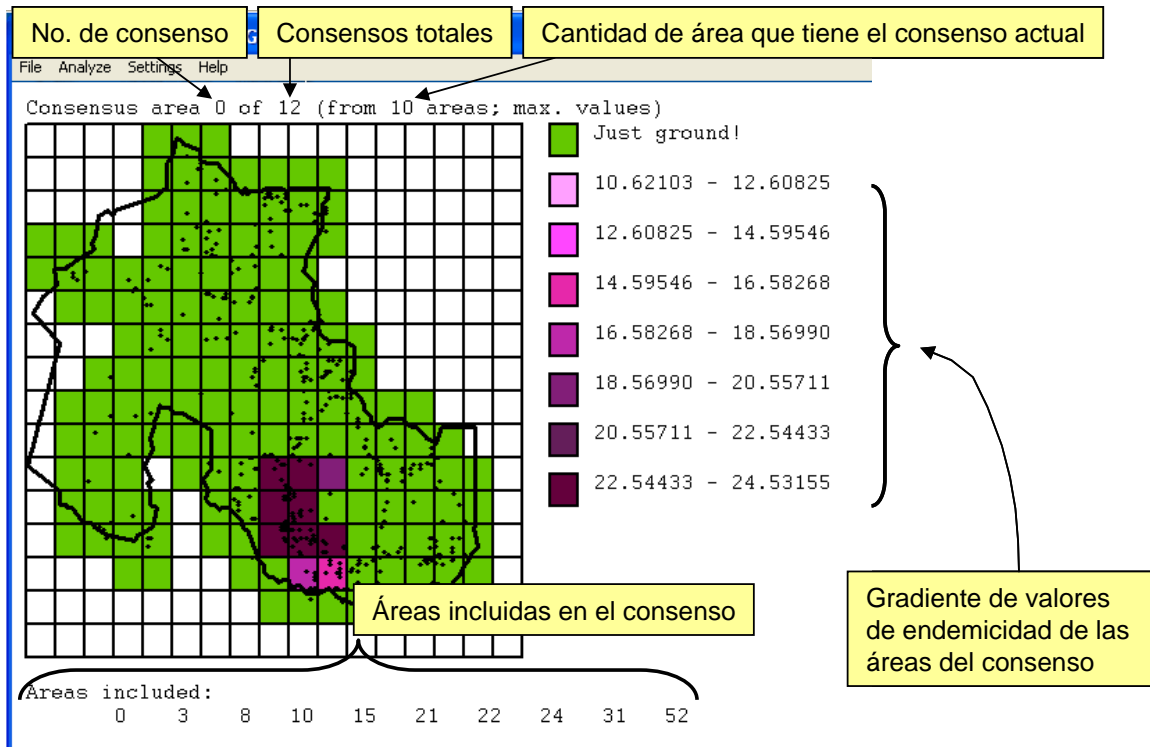 No. de consenso
Consensos totales
Cantidad de área que tiene el consenso actual
G
File Analyze Settings Help
Consensus area 0 of 12 (from 10 areas; max. values)
Just ground!
10.62103 - 12.60825
12.60825 - 14.59546
14.59546 - 16.58268
16.58268 - 18.56990
18.56990 - 20.55711
20.55711 - 22.54433
22.54433 - 24.53155
Áreas incluidas en el consenso
Gradiente de valores
de endemicidad de las
áreas del consenso
Areas included:
0 3 8 10 15 21 22 24 31 52